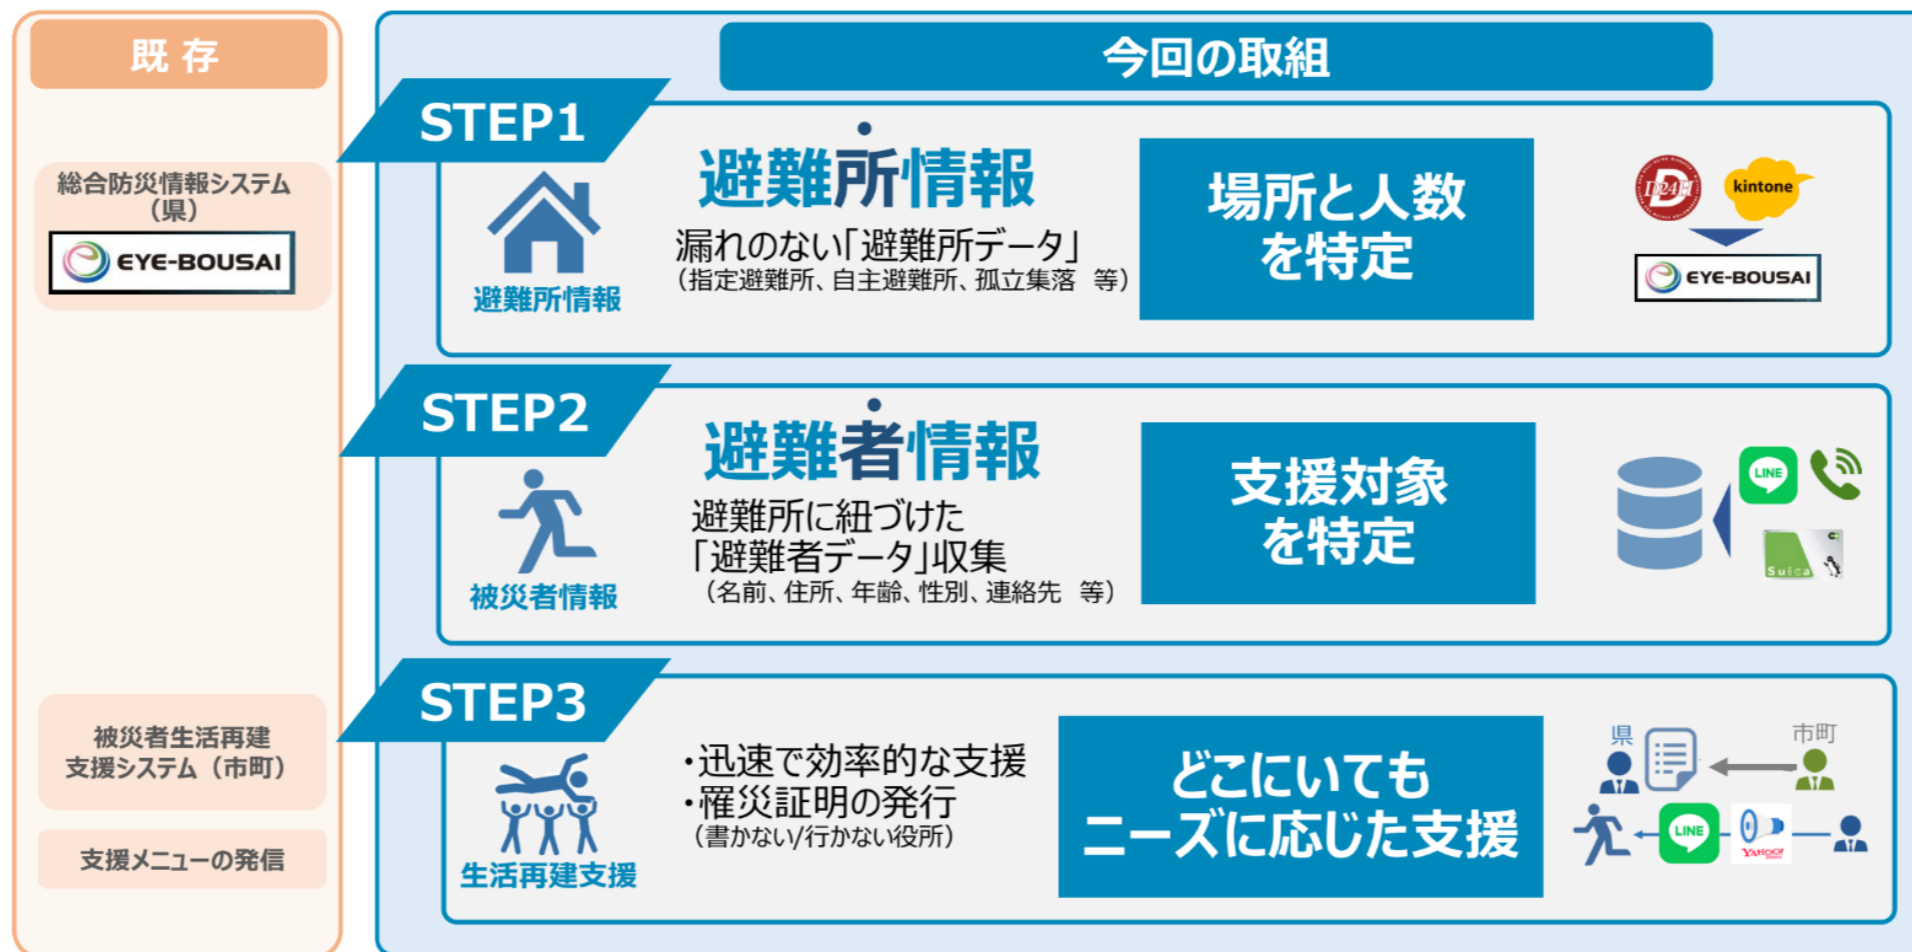 既 存
総合防災情報システム
（県）
EYE-BOUSAI
被災者生活再建
支援システム（市町）
支援メニューの発信
今回の取組
STEP1
避難所情報
避難所情報
漏れのない「避難所データ」
（指定避難所、自主避難所、孤立集落 等）
場所と人数
を特定
D24H
kintone
EYE-BOUSAI
STEP2
被災者情報
避難者情報
避難所に紐づけた
「避難者データ」収集
（名前、住所、年齢、性別、連絡先 等）
支援対象
を特定
LINE
Suica
STEP3
生活再建支援
・迅速で効率的な支援
・罹災証明の発行
（書かない/行かない役所）
どこにいても
ニーズに応じた支援
県
市町
LINE
YAHOO!